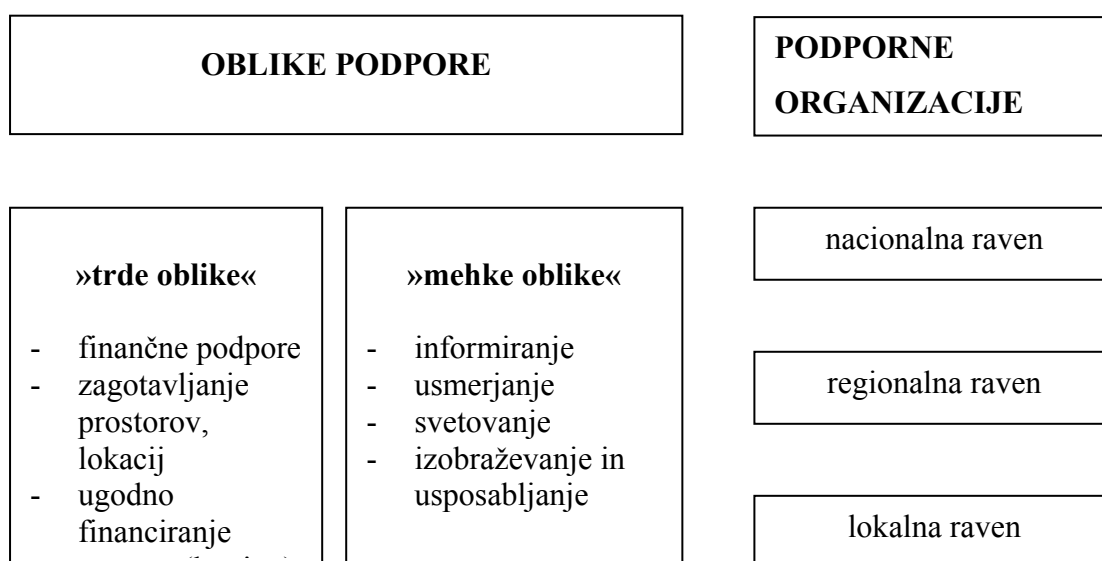 OBLIKE PODPORE
PODPORNE
ORGANIZACIJE
»trde oblike«
- finančne podpore
- zagotavljanje
prostorov,
lokacij
- ugodno
financiranje
»mehke oblike«
- informiranje
- usmerjanje
- svetovanje
- izobraževanje in
usposabljanje
nacionalna raven
regionalna raven
lokalna raven